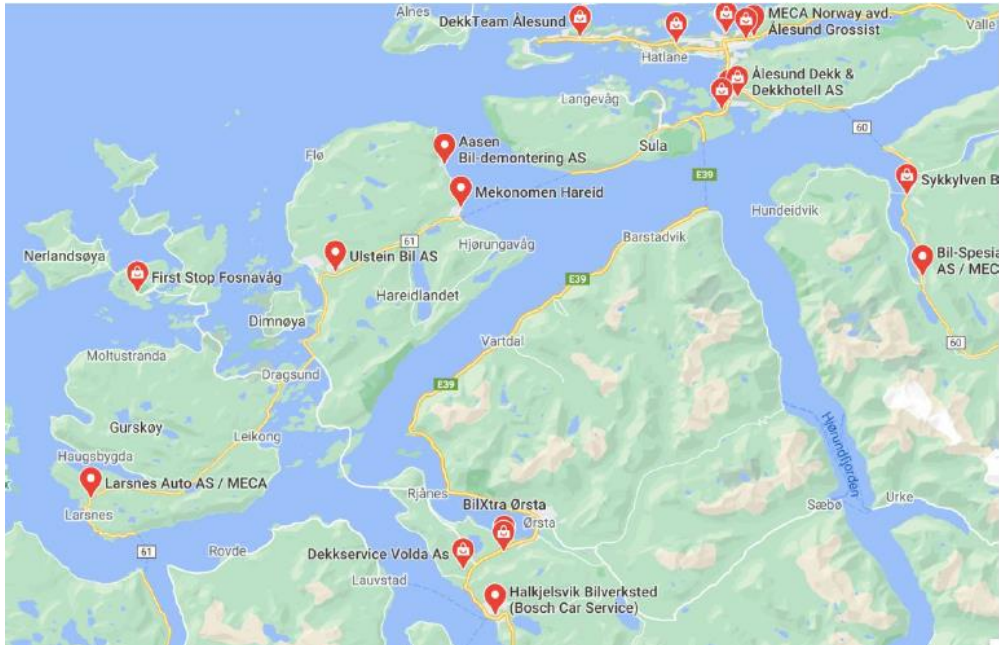 Alnes
DekkTeam Ålesund
MECA Norway avd.
Ålesund Grossist
Valle
Hatlane
Ålesund Dekk &
Dekkhotell AS
Langevåg
60
Flø
Aasen
Bil-demontering AS
Sula
E39
Sykkylven B
Mekonomen Hareid
Hundeidvik
61
Hjørungavåg
Barstadvik
Nerlandsøya
Ulstein Bil AS
Bil-Spesia
AS / MECA
First Stop Fosnavåg
E39
Hareidlandet
Dimnøya
Vartdal
60
Moltustranda
Dragsund
E39
Gurskøy
Leikong
Hjørundfjorden
Haugsbygda
Larsnes Auto AS / MECA
Rjånes
Larsnes
BilXtra Ørsta
Ørsta
Sæbø
Urke
61
Rovde
Dekkservice Volda As
Lauvstad
Halkjelsvik Bilverksted
(Bosch Car Service)